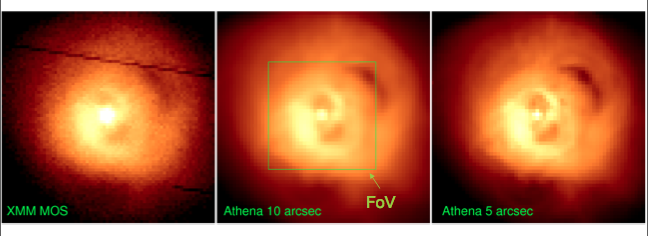 XMM MOS
Athena 10 arcsec
FoV
Athena 5 arcsec